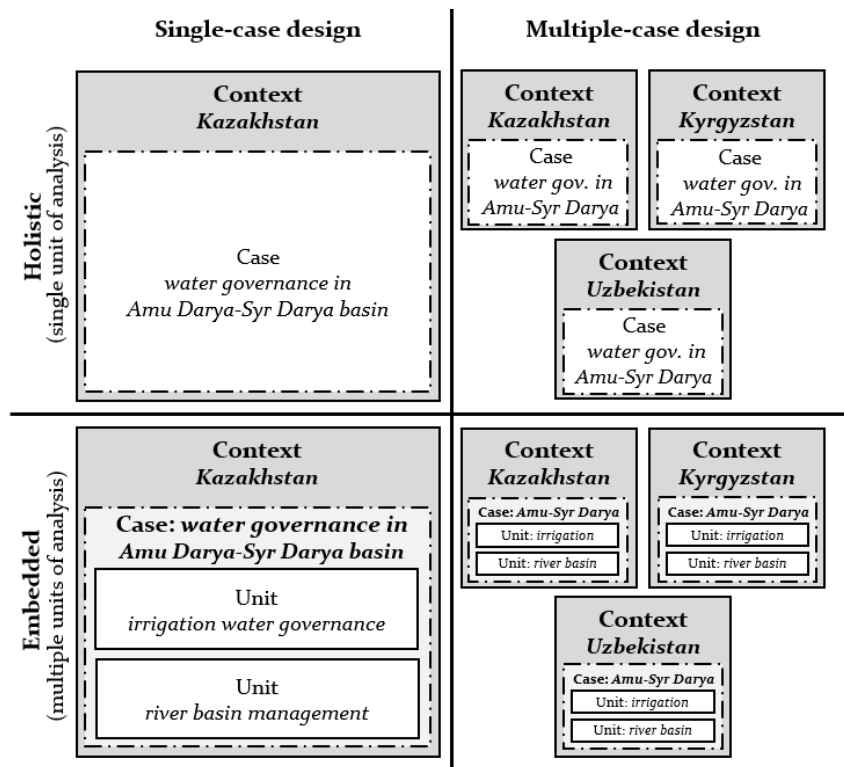 Single-case design
Multiple-case design
Holistic
(single unit of analysis)
Context
Kazakhstan
Case
water governance in
Amu Darya-Syr Darya basin
Context
Kazakhstan
Case
water gov. in
Amu-Syr Darya
Context
Kyrgyzstan
Case
water gov. in
Amu-Syr Darya
Context
Uzbekistan
Case
water gov. in
Amu-Syr Darya
Embedded
(multiple units of analysis)
Context
Kazakhstan
Case: water governance in
Amu Darya-Syr Darya basin
Unit
irrigation water governance
Unit
river basin management
Context
Kazakhstan
Case: Amu-Syr Darya
Unit: irrigation
Unit: river basin
Context
Kyrgyzstan
Case: Amu-Syr Darya
Unit: irrigation
Unit: river basin
Context
Uzbekistan
Case: Amu-Syr Darya
Unit: irrigation
Unit: river basin